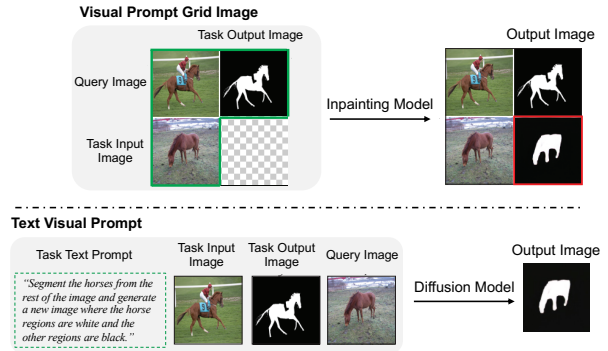 Visual Prompt Grid Image
Task Output Image
Output Image
Query Image
Inpainting Model
Task Input
Image
Text Visual Prompt
Task Text Prompt
Task Input
Image
Task Output
Image
Query Image
Output Image
"Segment the horses from the
rest of the image and generate
a new image where the horse
regions are white and the
other regions are black."
Diffusion Model